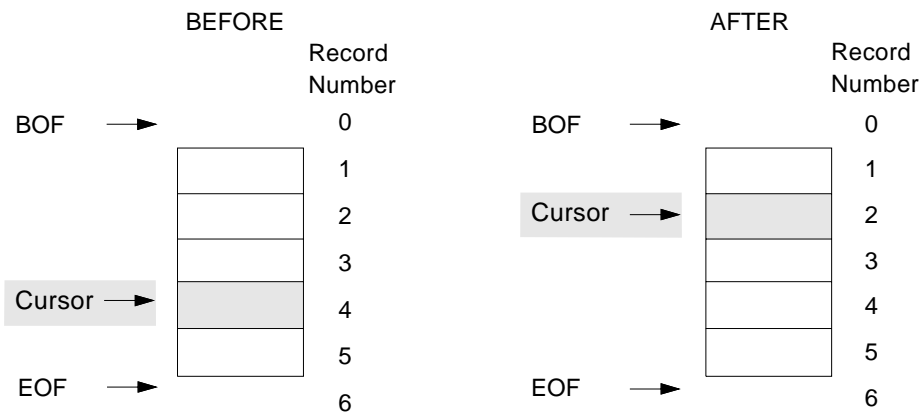 BEFORE
Record
Number
BOF 0
1
2
3
Cursor 4
5
EOF 6
AFTER
Record
Number
BOF 0
1
Cursor 2
3
4
5
EOF 6